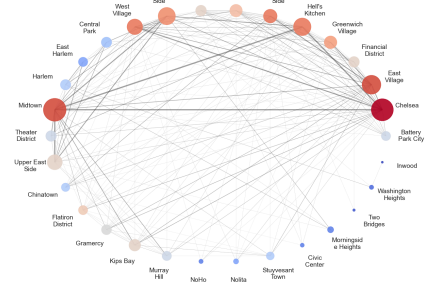 Side
Side
West
Village
Hell's
Kitchen
Central
Park
Greenwich
Village
East
Harlem
Financial
District
Harlem
East
Village
Midtown
Chelsea
Theater
District
Battery
Park City
Upper East
Side
Inwood
Chinatown
Washington
Heights
Flatiron
District
Two
Bridges
Gramercy
Morningsid
e Heights
Kips Bay
Civic
Center
Murray
Hill
NoHo
Nolita
Stuyvesant
Town